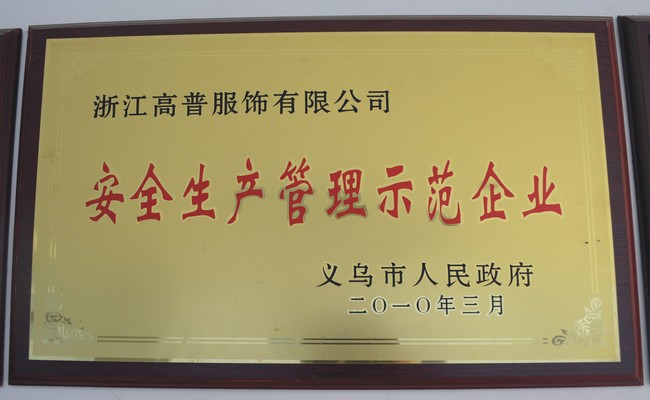 浙江高普服饰有限公司
安全生产管理示范企业
义乌市人民政府
二〇一〇年三月